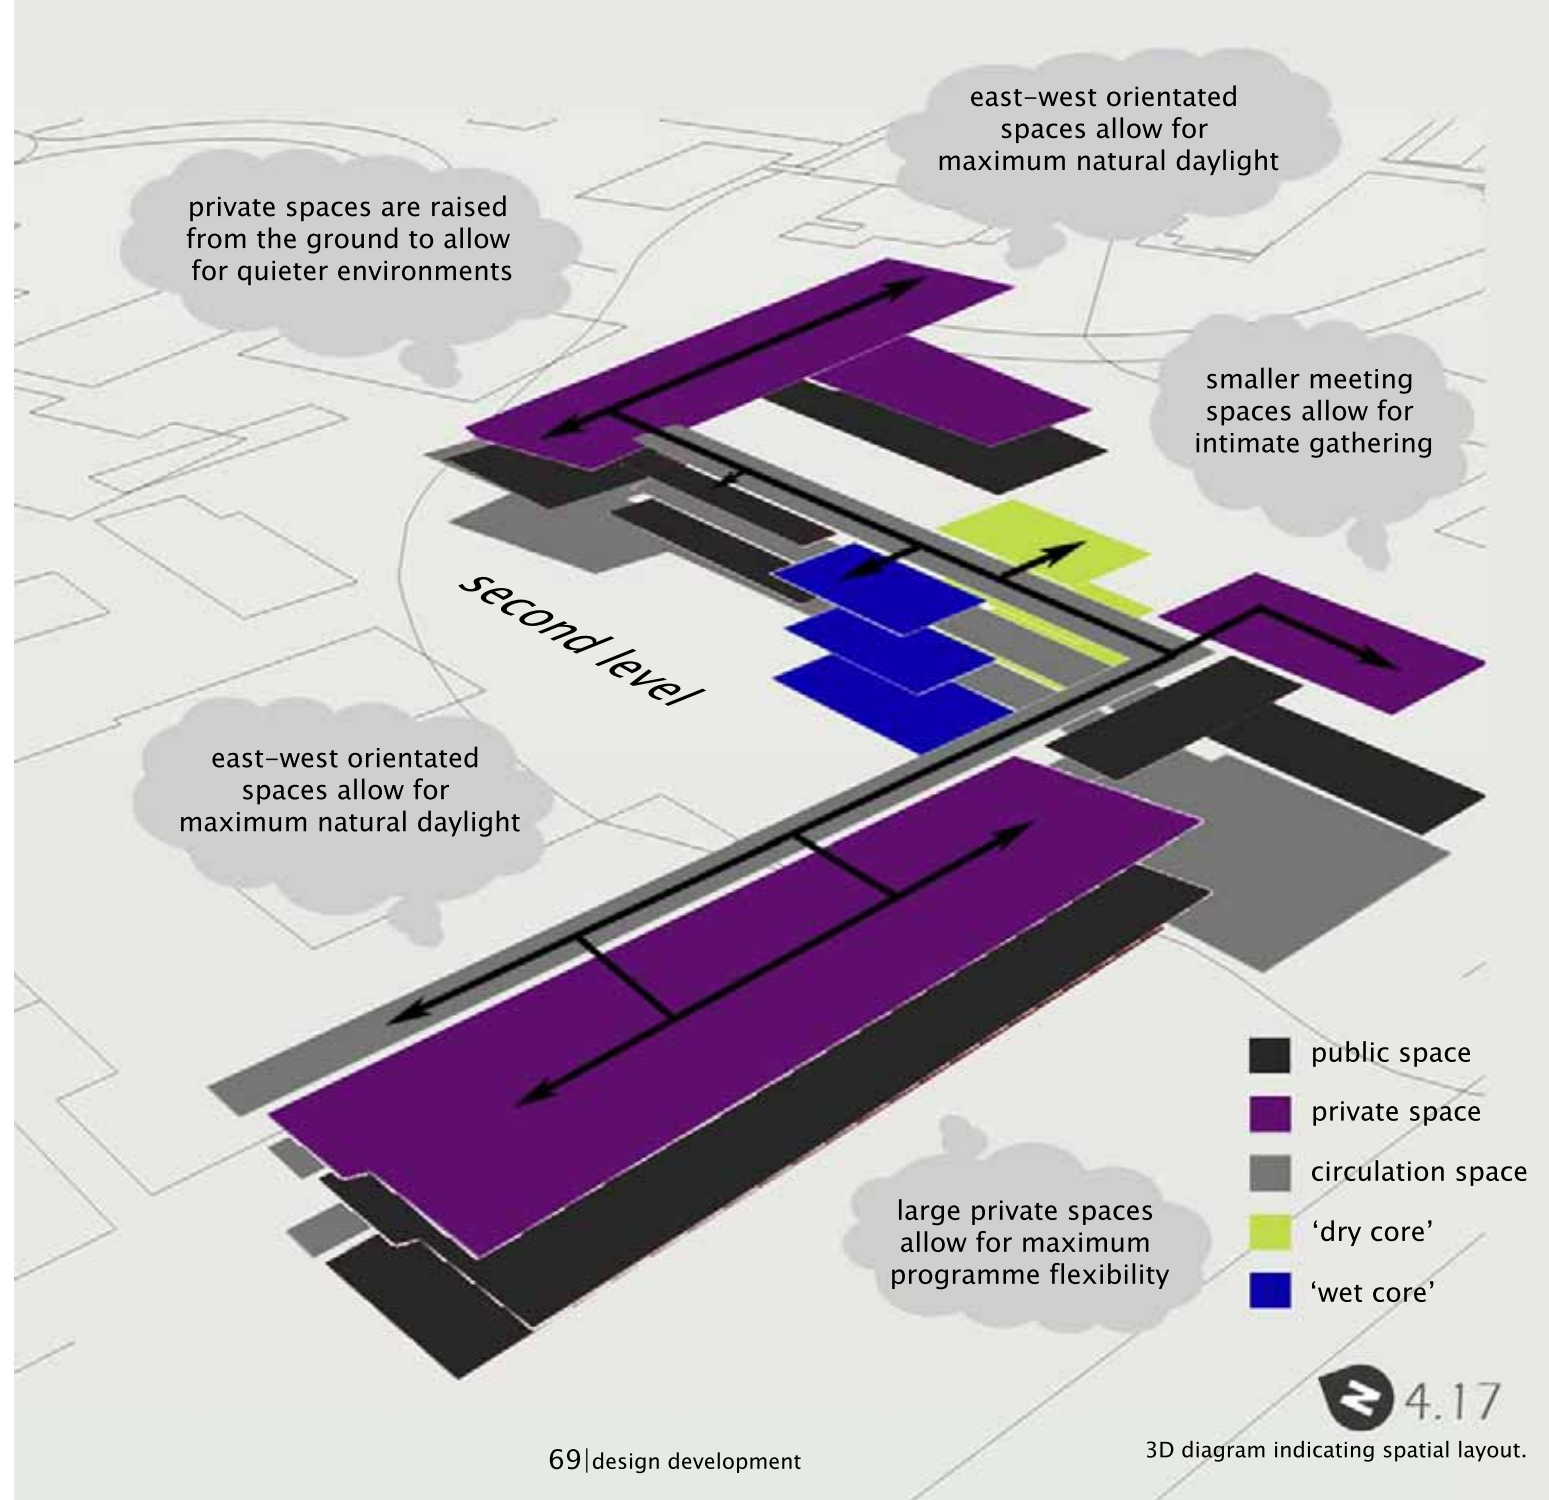 east-west orientated
spaces allow for
maximum natural daylight
private spaces are raised
from the ground to allow
for quieter environments
smaller meeting
spaces allow for
intimate gathering
second level
east-west orientated
spaces allow for
maximum natural daylight
public space
private space
circulation space
'dry core'
'wet core'
large private spaces
allow for maximum
programme flexibility
N 4.17
3D diagram indicating spatial layout.
69|design development